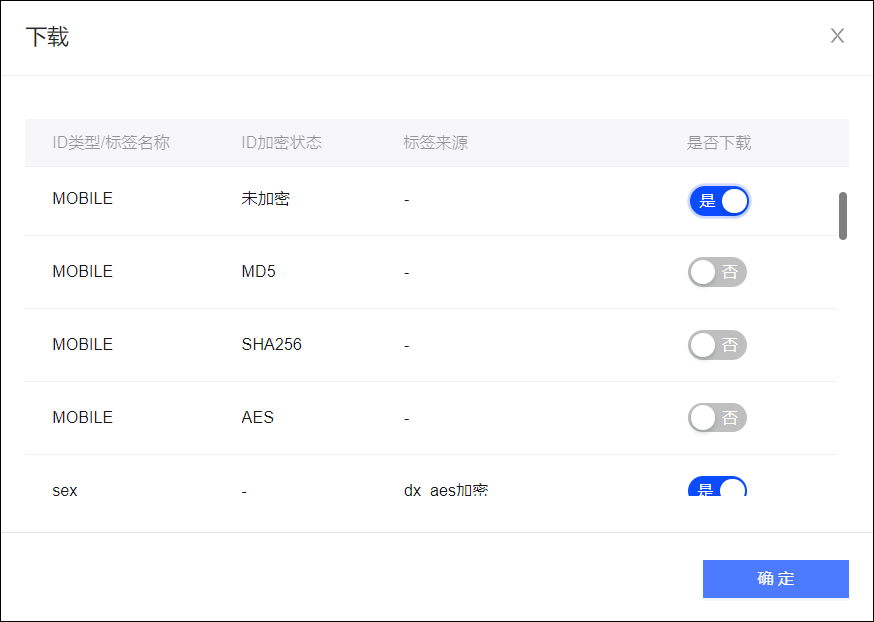 下载
ID类型/标签名称 ID加密状态 标签来源 是否下载
MOBILE 未加密 - 是
MOBILE MD5 - 否
MOBILE SHA256 - 否
MOBILE AES - 否
sex - dx_aes加密 是
确 定